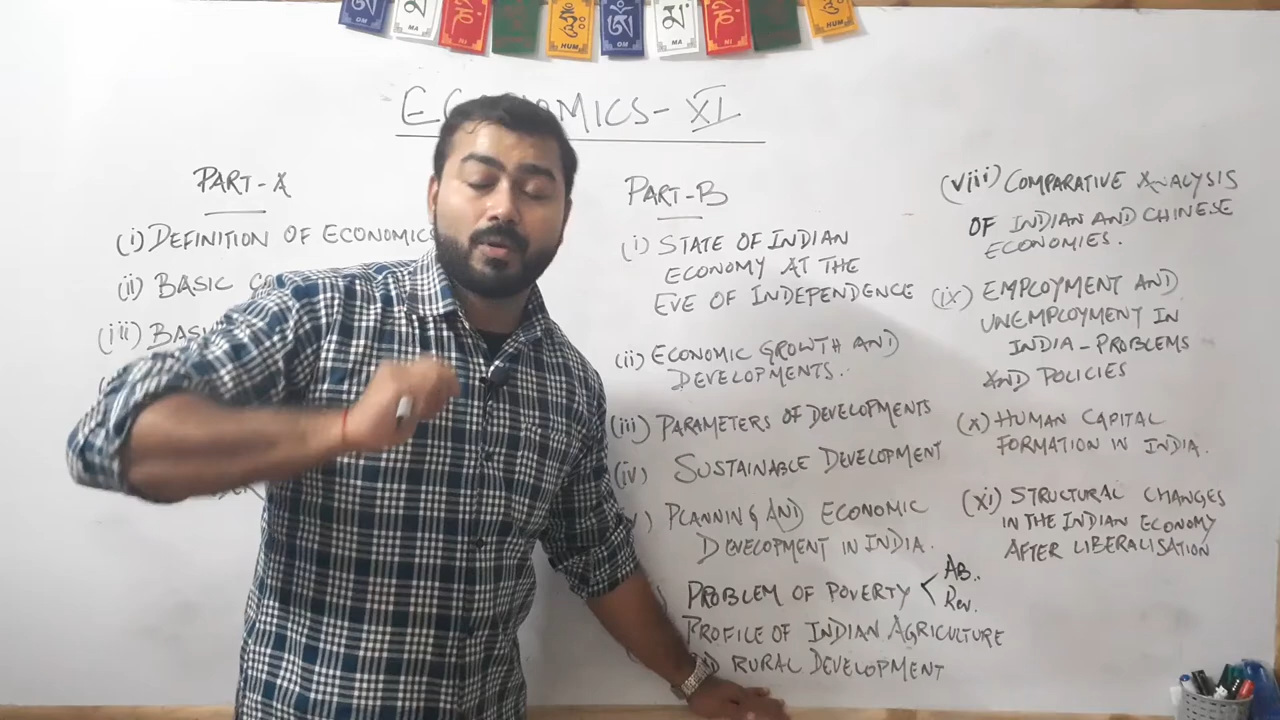 OM
MA
NI
HUM
OM
MA
NI
HUM
ECONOMICS-XI
PART-A
(i) DEFINITION OF ECONOMICS
(ii) BASIC
(iii)
PART-B
(i) STATE OF INDIAN
ECONOMY AT THE
EVE OF INDEPENDENCE
(ii) ECONOMIC GROWTH AND
DEVELOPMENTS.
(iii) PARAMETERS OF DEVELOPMENTS
(iv) SUSTAINABLE DEVELOPMENT
PLANNING AND ECONOMIC
DEVELOPMENT IN INDIA.
PROBLEM OF POVERTY < AB..
Rev.
PROFILE OF INDIAN AGRICULTURE
RURAL DEVELOPMENT
(viii) COMPARATIVE ANALYSIS
OF INDIAN AND CHINESE
ECONOMIES.
(ix) EMPLOYMENT AND
UNEMPLOYMENT IN
INDIA - PROBLEMS
AND POLICIES
(x) HUMAN CAPITAL
FORMATION IN INDIA.
(xi) STRUCTURAL CHANGES
IN THE INDIAN ECONOMY
AFTER LIBERALISATION